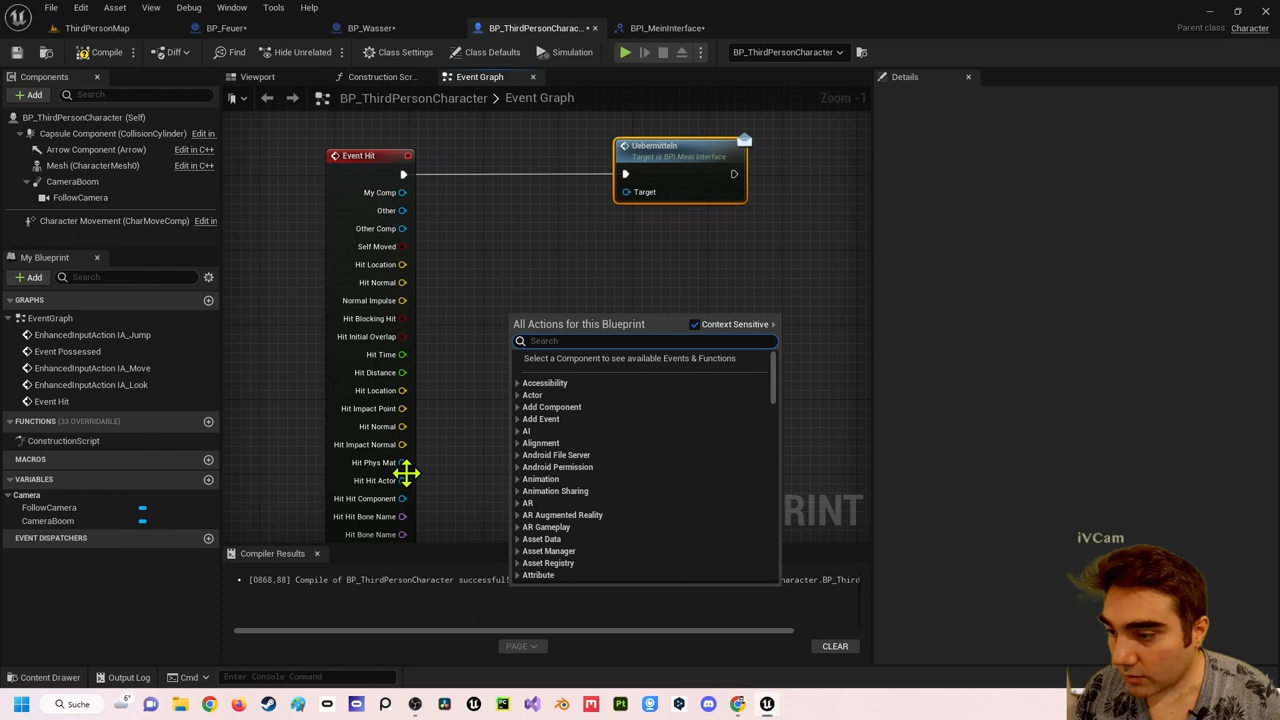 File Edit Asset View Debug Window Tools Help
ThirdPersonMap
BP_Feuer*
BP_Wasser*
BP_ThirdPersonCharac...*
BPI_MeinInterface*
Parent class: Character
Compile
Diff
Find
Hide Unrelated
Class Settings
Class Defaults
Simulation
BP_ThirdPersonCharacter
Components
Add
Search
BP_ThirdPersonCharacter (Self)
Capsule Component (CollisionCylinder) Edit in
Arrow Component (Arrow) Edit in C++
Mesh (CharacterMesh0) Edit in C++
CameraBoom
FollowCamera
Character Movement (CharMoveComp) Edit in
My Blueprint
Add
Search
GRAPHS
EventGraph
EnhancedInputAction IA_Jump
Event Possessed
EnhancedInputAction IA_Move
EnhancedInputAction IA_Look
Event Hit
FUNCTIONS (33 OVERRIDABLE)
ConstructionScript
MACROS
VARIABLES
Camera
FollowCamera
CameraBoom
EVENT DISPATCHERS
Viewport
Construction Scr...
Event Graph
BP_ThirdPersonCharacter > Event Graph
Zoom -1
Event Hit
My Comp
Other
Other Comp
Self Moved
Hit Location
Hit Normal
Normal Impulse
Hit Blocking Hit
Hit Initial Overlap
Hit Time
Hit Distance
Hit Location
Hit Impact Point
Hit Normal
Hit Impact Normal
Hit Phys Mat
Hit Hit Actor
Hit Hit Component
Hit Hit Bone Name
Hit Bone Name
Uebermitteln
Target is BPI Mein Interface
Target
All Actions for this Blueprint
Context Sensitive
Search
Select a Component to see available Events & Functions
Accessibility
Actor
Add Component
Add Event
AI
Alignment
Android File Server
Android Permission
Animation
Animation Sharing
AR
AR Augmented Reality
AR Gameplay
Asset Data
Asset Manager
Asset Registry
Attribute
PRINT
Compiler Results
[0868,88] Compile of BP_ThirdPersonCharacter successful!
haracter.BP_Third
PAGE
CLEAR
Details
iVCam
Content Drawer
Output Log
Cmd
Enter Console Command
Suche
6°